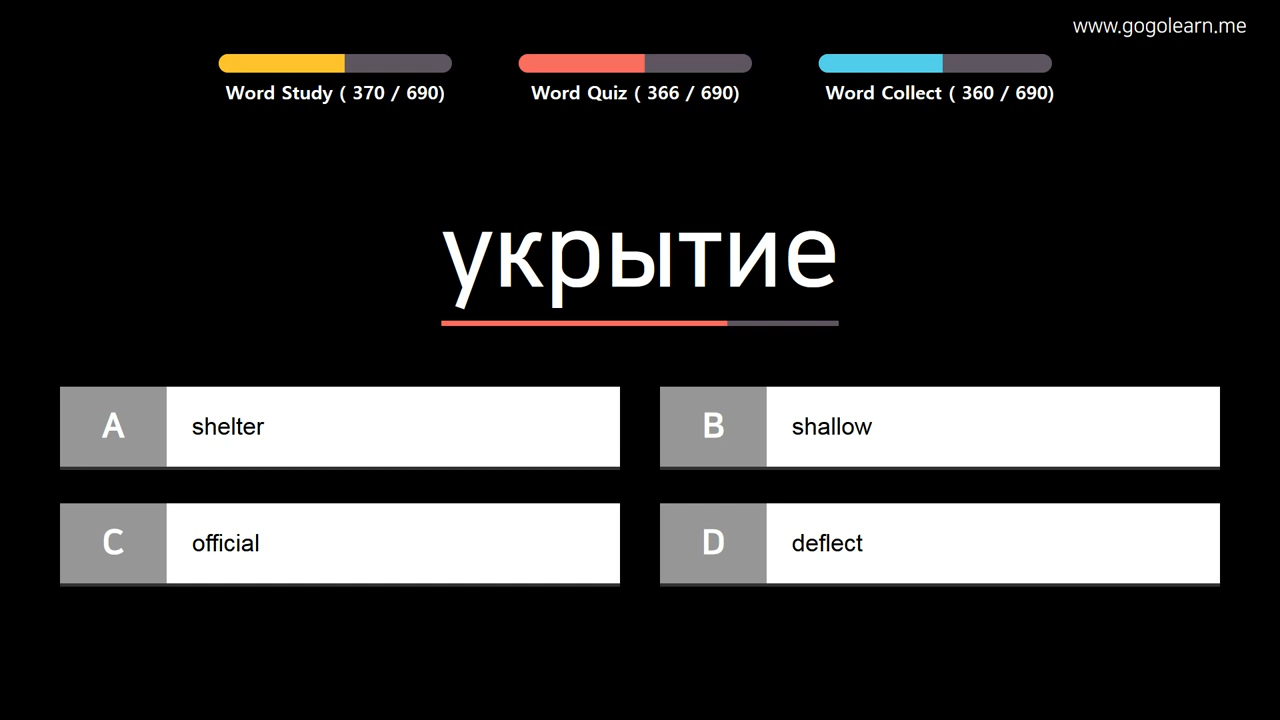 www.gogolearn.me
Word Study ( 370 / 690)
Word Quiz ( 366 / 690)
Word Collect ( 360 / 690)
укрытие
A shelter
B shallow
C official
D deflect